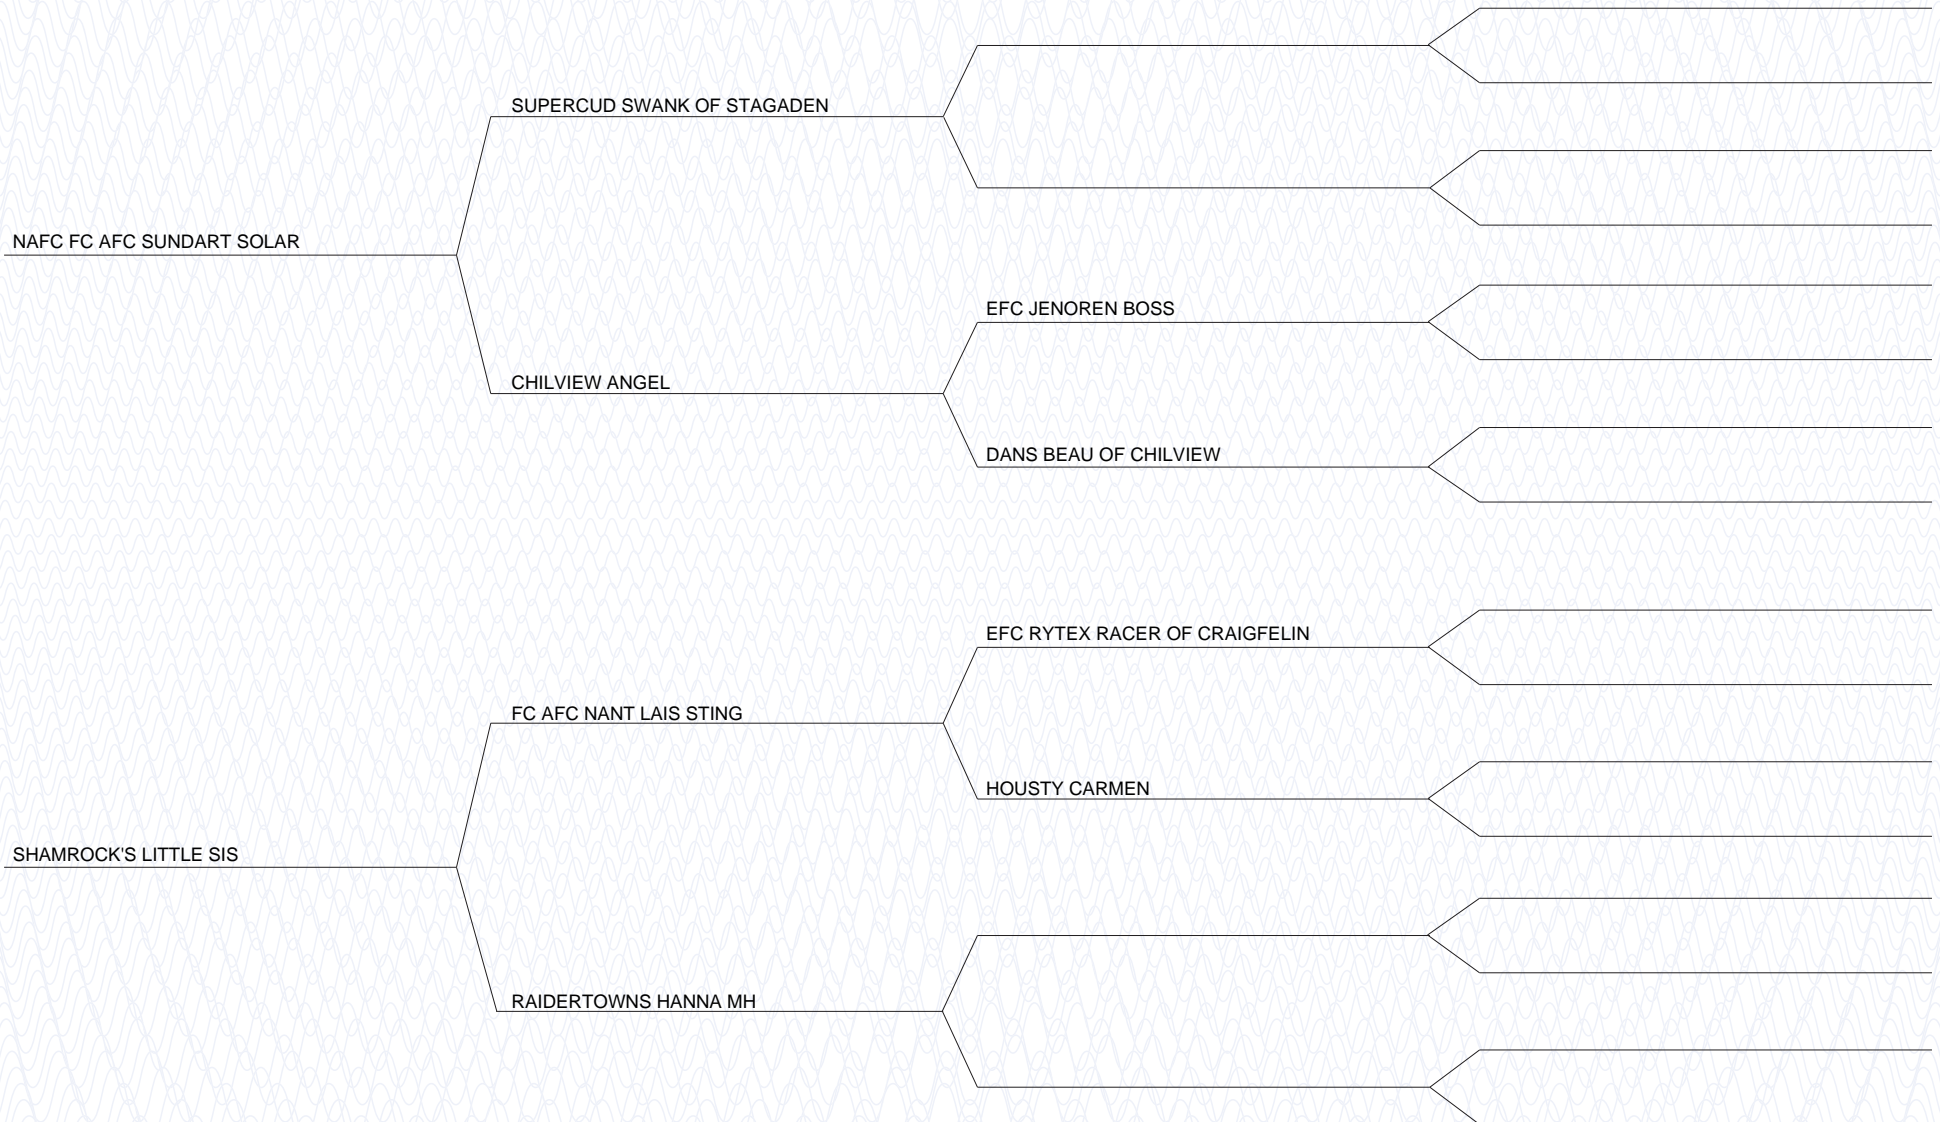 SUPERCUD SWANK OF STAGADEN
NAFC FC AFC SUNDART SOLAR
EFC JENOREN BOSS
CHILVIEW ANGEL
DANS BEAU OF CHILVIEW
EFC RYTEX RACER OF CRAIGFELIN
FC AFC NANT LAIS STING
HOUSTY CARMEN
SHAMROCK'S LITTLE SIS
RAIDERTOWNS HANNA MH